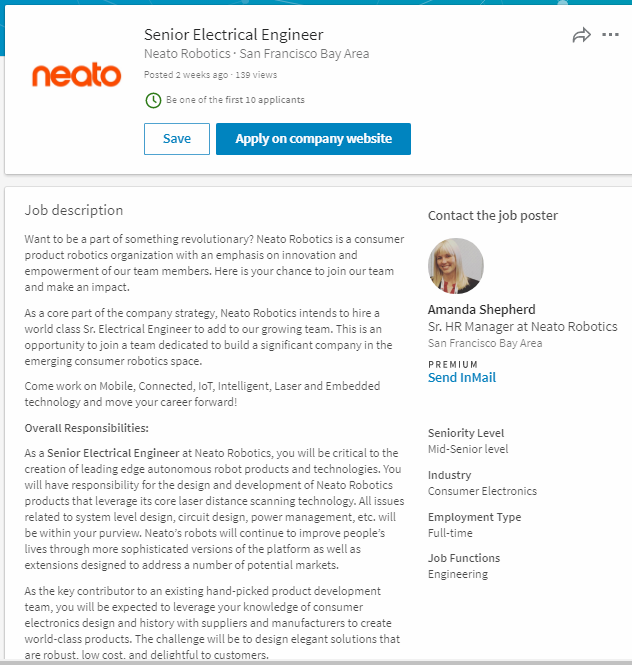 Senior Electrical Engineer
Neato Robotics · San Francisco Bay Area
Posted 2 weeks ago · 139 views
Be one of the first 10 applicants
neato
Save
Apply on company website
Job description
Want to be a part of something revolutionary? Neato Robotics is a consumer
product robotics organization with an emphasis on innovation and
empowerment of our team members. Here is your chance to join our team
and make an impact.
As a core part of the company strategy, Neato Robotics intends to hire a
world class Sr. Electrical Engineer to add to our growing team. This is an
opportunity to join a team dedicated to build a significant company in the
emerging consumer robotics space.
Come work on Mobile, Connected, IoT, Intelligent, Laser and Embedded
technology and move your career forward!
Overall Responsibilities:
As a Senior Electrical Engineer at Neato Robotics, you will be critical to the
creation of leading edge autonomous robot products and technologies. You
will have responsibility for the design and development of Neato Robotics
products that leverage its core laser distance scanning technology. All issues
related to system level design, circuit design, power management, etc. will
be within your purview. Neato's robots will continue to improve people's
lives through more sophisticated versions of the platform as well as
extensions designed to address a number of potential markets.
As the key contributor to an existing hand-picked product development
team, you will be expected to leverage your knowledge of consumer
electronics design and history with suppliers and manufacturers to create
world-class products. The challenge will be to design elegant solutions that
are robust, low cost, and delightful to customers.
Contact the job poster
Amanda Shepherd
Sr. HR Manager at Neato Robotics
San Francisco Bay Area
PREMIUM
Send InMail
Seniority Level
Mid-Senior level
Industry
Consumer Electronics
Employment Type
Full-time
Job Functions
Engineering